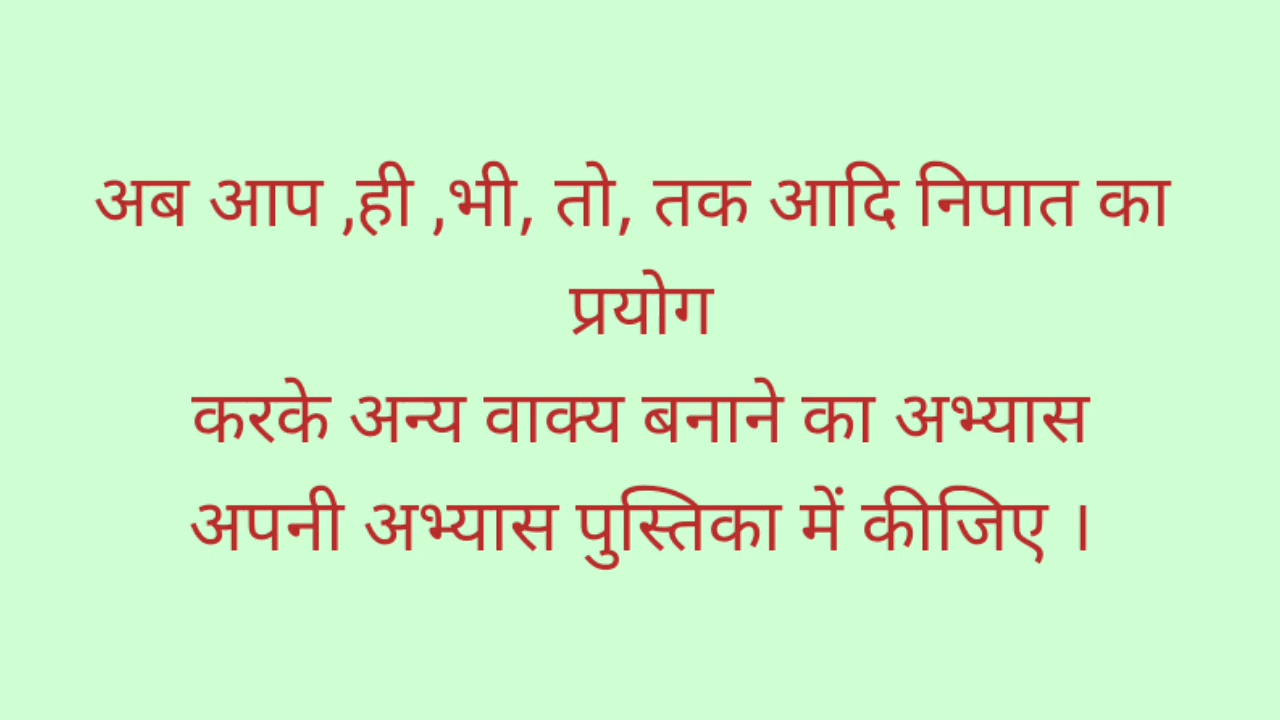 अब आप ,ही ,भी, तो, तक आदि निपात का
प्रयोग
करके अन्य वाक्य बनाने का अभ्यास
अपनी अभ्यास पुस्तिका में कीजिए ।